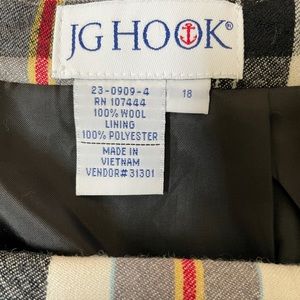 JG HOOK®
23-0909-4
RN 107444
100% WOOL
LINING
100% POLYESTER
18
MADE IN
VIETNAM
VENDOR#31301